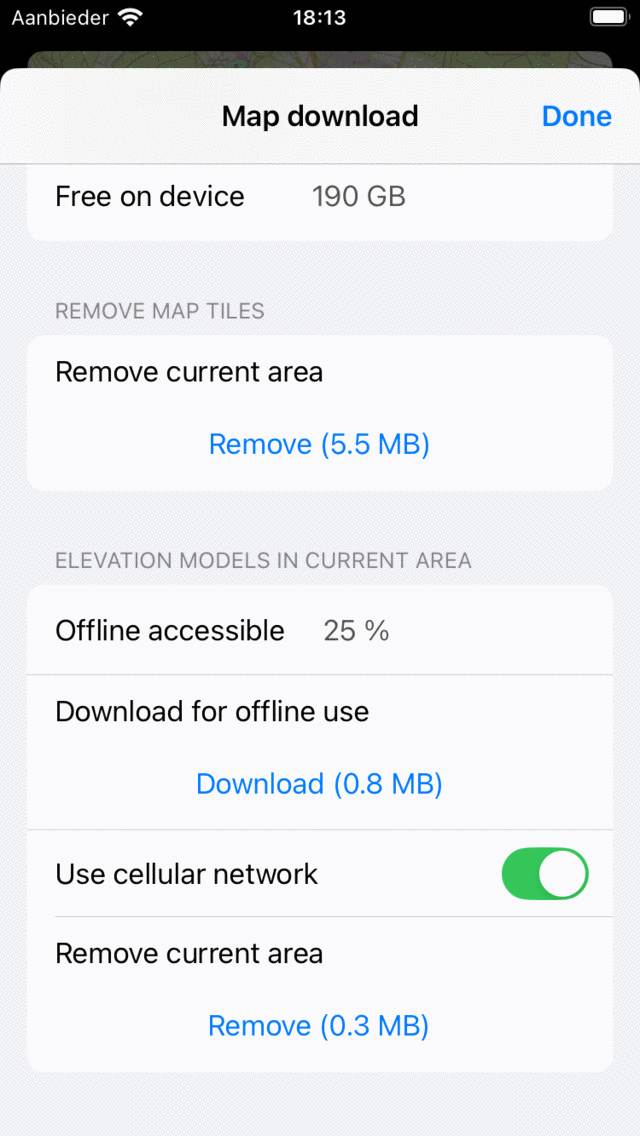 Aanbieder 18:13
Map download Done
Free on device 190 GB
REMOVE MAP TILES
Remove current area
Remove (5.5 MB)
ELEVATION MODELS IN CURRENT AREA
Offline accessible 25 %
Download for offline use
Download (0.8 MB)
Use cellular network
Remove current area
Remove (0.3 MB)